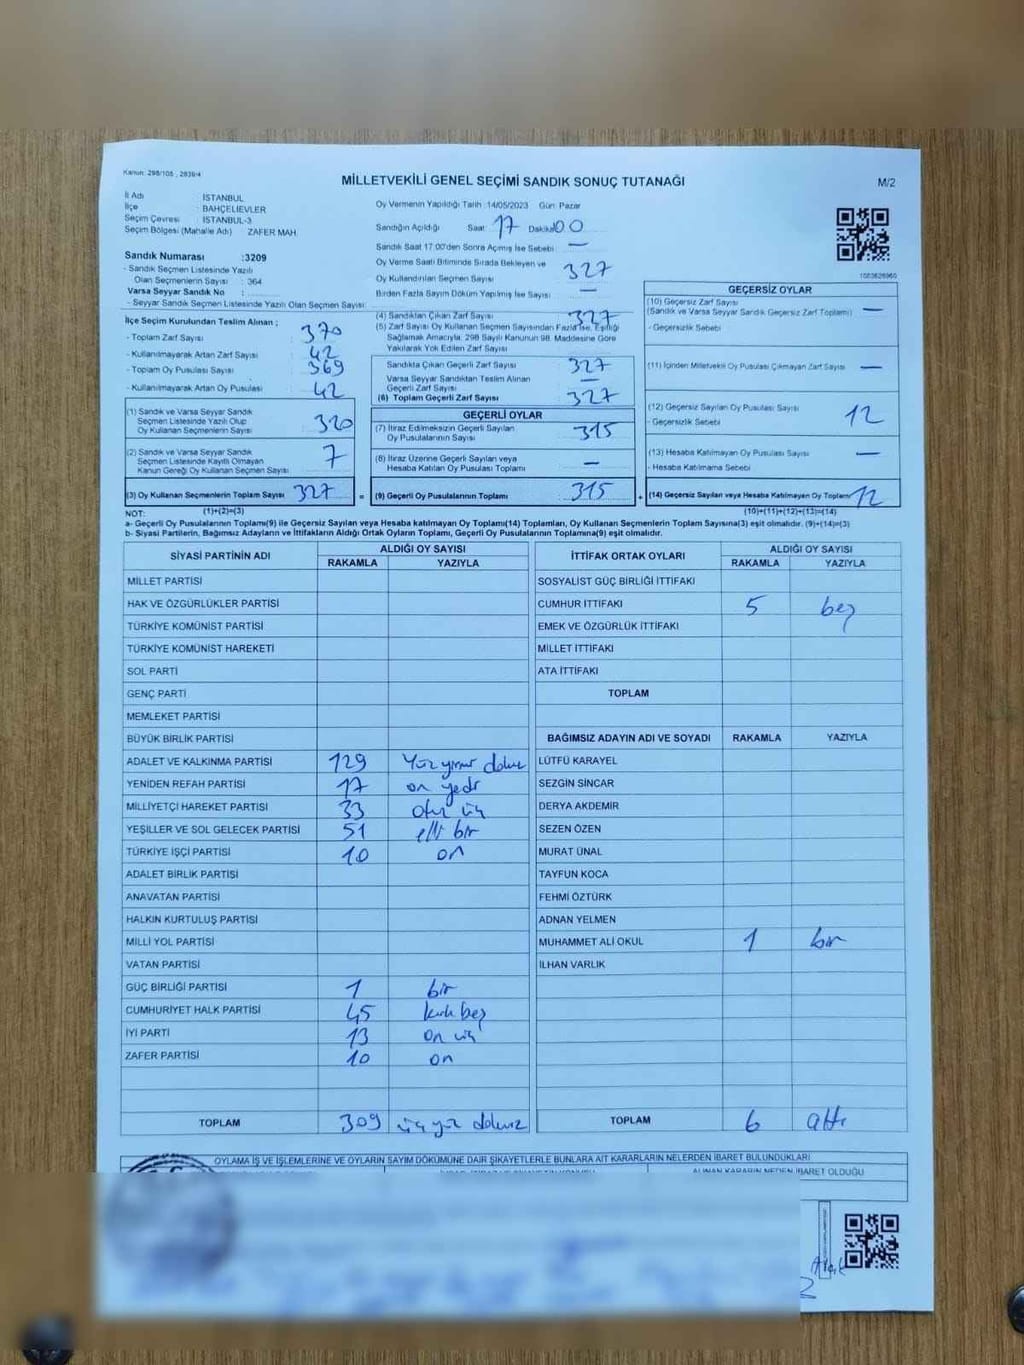 Kanun: 298/105 , 2839/4
MİLLETVEKİLİ GENEL SEÇİMİ SANDIK SONUÇ TUTANAĞI
M/2
İl Adı : İSTANBUL
İlçe : BAHÇELİEVLER
Seçim Çevresi : İSTANBUL-3
Seçim Bölgesi (Mahalle Adı) ZAFER MAH.
Sandık Numarası :3209
- Sandık Seçmen Listesinde Yazılı
Olan Seçmenlerin Sayısı : 364
Varsa Seyyar Sandık No :
- Seyyar Sandık Seçmen Listesinde Yazılı Olan Seçmen Sayısı:
Oy Vermenin Yapıldığı Tarih :14/05/2023 Gün: Pazar
Sandığın Açıldığı Saat: 17 Dakika: 00
Sandık Saat 17:00'den Sonra Açılmış İse Sebebi: —
Oy Verme Saati Bitiminde Sırada Bekleyen ve
Oy Kullandırılan Seçmen Sayısı 327
Birden Fazla Sayım Döküm Yapılmış İse Sayısı : —
1003626960
İlçe Seçim Kurulundan Teslim Alınan ;
- Toplam Zarf Sayısı : 370
- Kullanılmayarak Artan Zarf Sayısı : 42
- Toplam Oy Pusulası Sayısı : 369
- Kullanılmayarak Artan Oy Pusulası : 42
(1) Sandık ve Varsa Seyyar Sandık
Seçmen Listesinde Yazılı Olup
Oy Kullanan Seçmenlerin Sayısı : 320
(2) Sandık ve Varsa Seyyar Sandık
Seçmen Listesinde Kayıtlı Olmayan
Kanun Gereği Oy Kullanan Seçmen Sayısı : 7
(3) Oy Kullanan Seçmenlerin Toplam Sayısı : 327
(4) Sandıktan Çıkan Zarf Sayısı : 327
(5) Zarf Sayısı Oy Kullanan Seçmen Sayısından Fazla ise, Eşitliği
Sağlamak Amacıyla; 298 Sayılı Kanunun 98. Maddesine Göre
Yakılarak Yok Edilen Zarf Sayısı
Sandıkta Çıkan Geçerli Zarf Sayısı : 327
Varsa Seyyar Sandıktan Teslim Alınan
Geçerli Zarf Sayısı : —
(6) Toplam Geçerli Zarf Sayısı : 327
GEÇERLİ OYLAR
(7) İtiraz Edilmeksizin Geçerli Sayılan
Oy Pusulalarının Sayısı : 315
(8) İtiraz Üzerine Geçerli Sayılan veya
Hesaba Katılan Oy Pusulası Toplamı : —
= (9) Geçerli Oy Pusulalarının Toplamı : 315
GEÇERSİZ OYLAR
(10) Geçersiz Zarf Sayısı
(Sandık ve Varsa Seyyar Sandık Geçersiz Zarf Toplamı) : —
- Geçersizlik Sebebi :
(11) İçinden Milletvekili Oy Pusulası Çıkmayan Zarf Sayısı : —
(12) Geçersiz Sayılan Oy Pusulası Sayısı : 12
- Geçersizlik Sebebi :
(13) Hesaba Katılmayan Oy Pusulası Sayısı : —
- Hesaba Katılmama Sebebi :
+ (14) Geçersiz Sayılan veya Hesaba Katılmayan Oy Toplamı: 12
NOT: (1)+(2)=(3) (10)+(11)+(12)+(13)=(14)
a- Geçerli Oy Pusulalarının Toplamı(9) ile Geçersiz Sayılan veya Hesaba katılmayan Oy Toplamı(14) Toplamları, Oy Kullanan Seçmenlerin Toplam Sayısına(3) eşit olmalıdır. (9)+(14)=(3)
b- Siyasi Partilerin, Bağımsız Adayların ve İttifakların Aldığı Oy Ortak Oyların Toplamı, Geçerli Oy Pusulalarının Toplamına(9) eşit olmalıdır.
SİYASİ PARTİNİN ADI ALDIĞI OY SAYISI
RAKAMLA YAZIYLA
MİLLET PARTİSİ
HAK VE ÖZGÜRLÜKLER PARTİSİ
TÜRKİYE KOMÜNİST PARTİSİ
TÜRKİYE KOMÜNİST HAREKETİ
SOL PARTİ
GENÇ PARTİ
MEMLEKET PARTİSİ
BÜYÜK BİRLİK PARTİSİ
ADALET VE KALKINMA PARTİSİ 129 Yüz yirmi dokuz
YENİDEN REFAH PARTİSİ 17 on yedi
MİLLİYETÇİ HAREKET PARTİSİ 33 otuz üç
YEŞİLLER VE SOL GELECEK PARTİSİ 51 elli bir
TÜRKİYE İŞÇİ PARTİSİ 10 on
ADALET BİRLİK PARTİSİ
ANAVATAN PARTİSİ
HALKIN KURTULUŞ PARTİSİ
MİLLİ YOL PARTİSİ
VATAN PARTİSİ
GÜÇ BİRLİĞİ PARTİSİ 1 bir
CUMHURİYET HALK PARTİSİ 45 kırk beş
İYİ PARTİ 13 on üç
ZAFER PARTİSİ 10 on
TOPLAM 309 üç yüz dokuz
İTTİFAK ORTAK OYLARI ALDIĞI OY SAYISI
RAKAMLA YAZIYLA
SOSYALİST GÜÇ BİRLİĞİ İTTİFAKI
CUMHUR İTTİFAKI 5 beş
EMEK VE ÖZGÜRLÜK İTTİFAKI
MİLLET İTTİFAKI
ATA İTTİFAKI
TOPLAM
BAĞIMSIZ ADAYIN ADI VE SOYADI RAKAMLA YAZIYLA
LÜTFÜ KARAYEL
SEZGİN SİNCAR
DERYA AKDEMİR
SEZEN ÖZEN
MURAT ÜNAL
TAYFUN KOCA
FEHMİ ÖZTÜRK
ADNAN YELMEN
MUHAMMET ALİ OKUL 1 bir
İLHAN VARLIK
TOPLAM 6 altı
OYLAMA İŞ VE İŞLEMLERİNE VE OYLARIN SAYIM DÖKÜMÜNE DAİR ŞİKAYETLERLE BUNLARA AİT KARARLARIN NELERDEN İBARET BULUNDUKLARI
ALINAN KARARIN NEDEN İBARET OLDUĞU